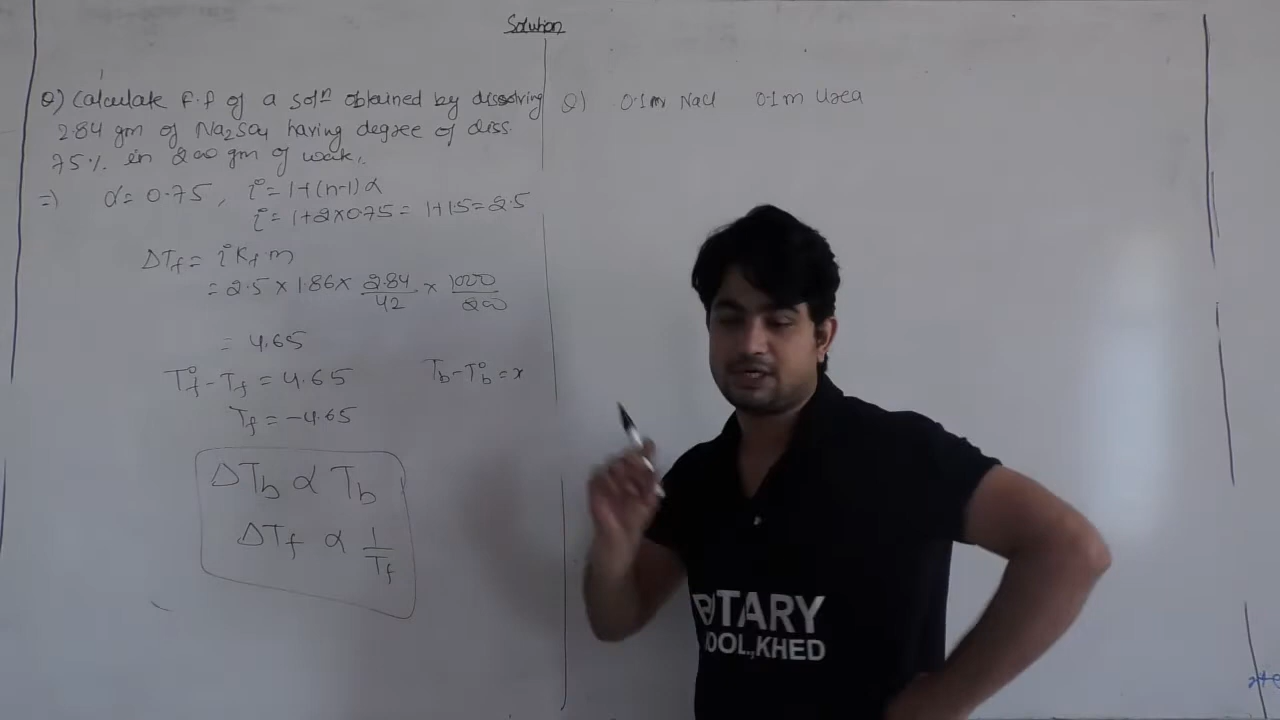 Solution
Q) Calculate F.P of a solⁿ obtained by dissolving
2.84 gm of Na2SO4 having degree of diss.
75%. in 200 gm of
=) α = 0.75, i = 1+(n-1)α
i = 1+2×0.75 = 1+1.5 = 2.5
ΔTf = i Kf m
= 2.5 × 1.86 × 2.84/42 × 1000/200
= 4.65
T°f - Tf = 4.65
Tb - T°b = x
Tf = -4.65
ΔTb α Tb
ΔTf α 1/Tf
Q) 0.1m NaCl 0.1m Urea
OTARY
OOL.,KHED